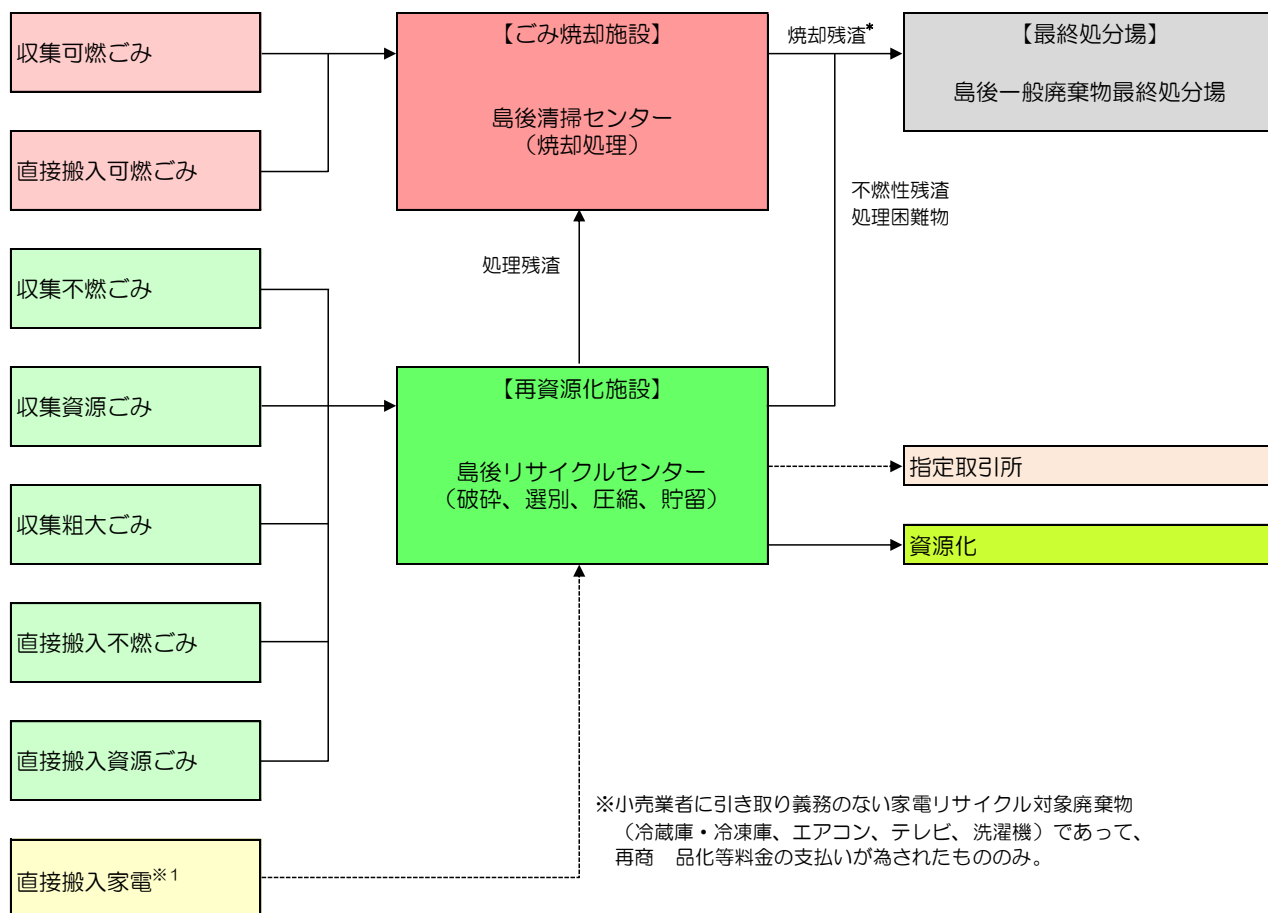 収集可燃ごみ
直接搬入可燃ごみ
収集不燃ごみ
収集資源ごみ
収集粗大ごみ
直接搬入不燃ごみ
直接搬入資源ごみ
直接搬入家電※1
【ごみ焼却施設】
島後清掃センター
（焼却処理）
処理残渣
【再資源化施設】
島後リサイクルセンター
（破砕、選別、圧縮、貯留）
焼却残渣*
不燃性残渣
処理困難物
【最終処分場】
島後一般廃棄物最終処分場
指定取引所
資源化
※小売業者に引き取り義務のない家電リサイクル対象廃棄物
（冷蔵庫・冷凍庫、エアコン、テレビ、洗濯機）であって、
再商　品化等料金の支払いが為されたもののみ。